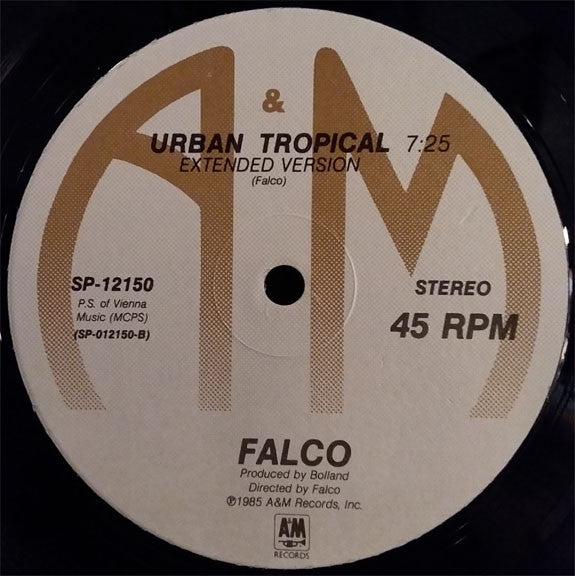 A & M
URBAN TROPICAL 7:25
EXTENDED VERSION
(Falco)
SP-12150
P.S. of Vienna
Music (MCPS)
(SP-012150-B)
STEREO
45 RPM
FALCO
Produced by Bolland
Directed by Falco
℗1985 A&M Records, Inc.
A&M
RECORDS